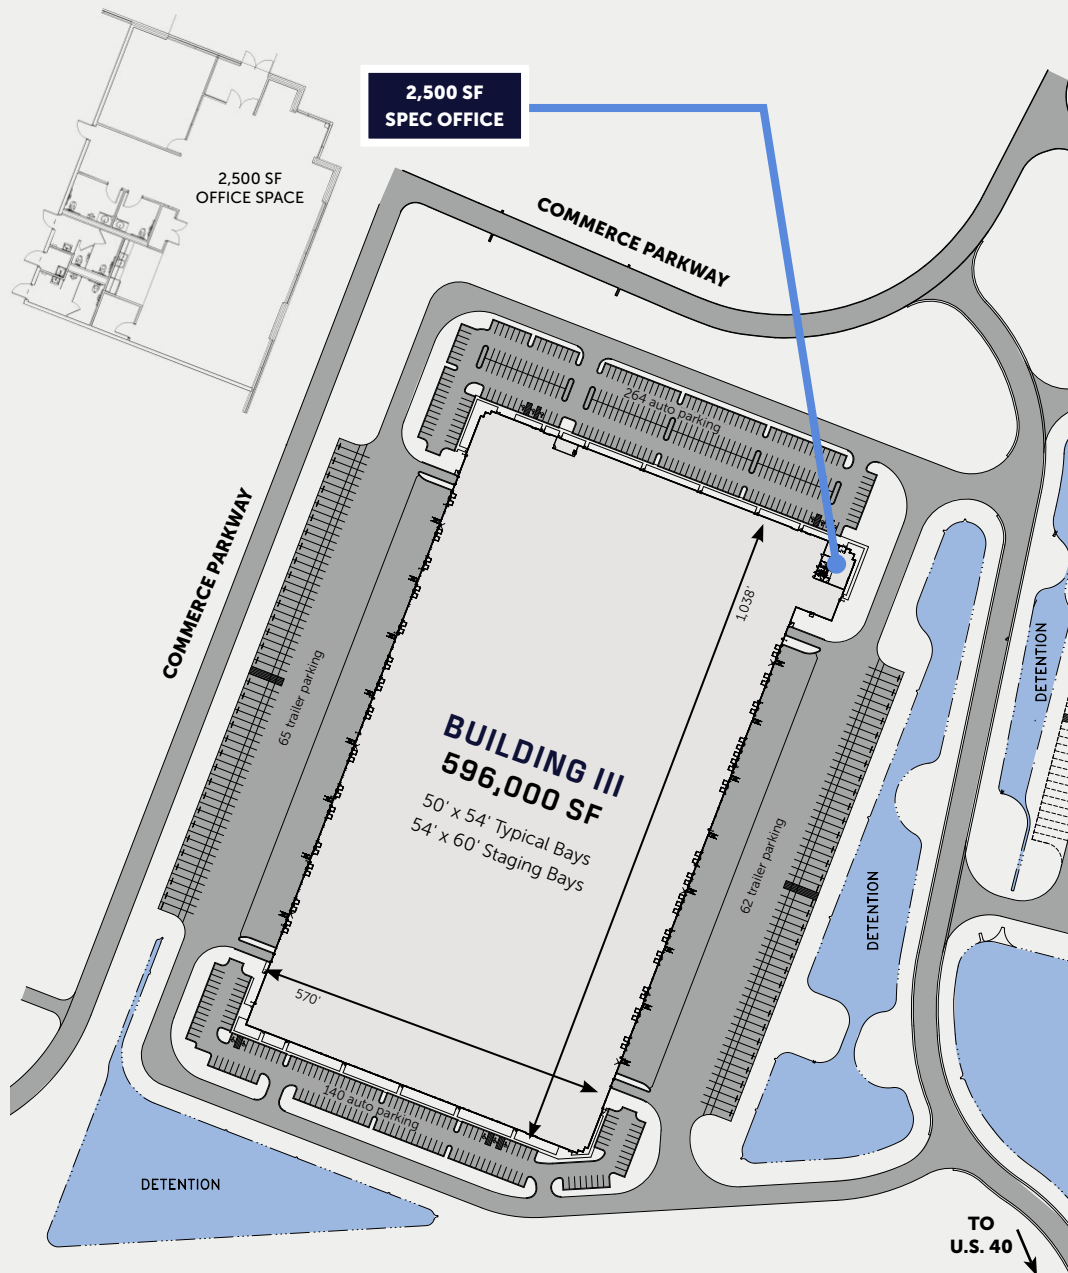 2,500 SF
SPEC OFFICE
2,500 SF
OFFICE SPACE
COMMERCE PARKWAY
264 auto parking
COMMERCE PARKWAY
1,038'
DETENTION
65 trailer parking
BUILDING III
596,000 SF
50' x 54' Typical Bays
54' x 60' Staging Bays
62 trailer parking
DETENTION
570'
140 auto parking
DETENTION
TO
U.S. 40